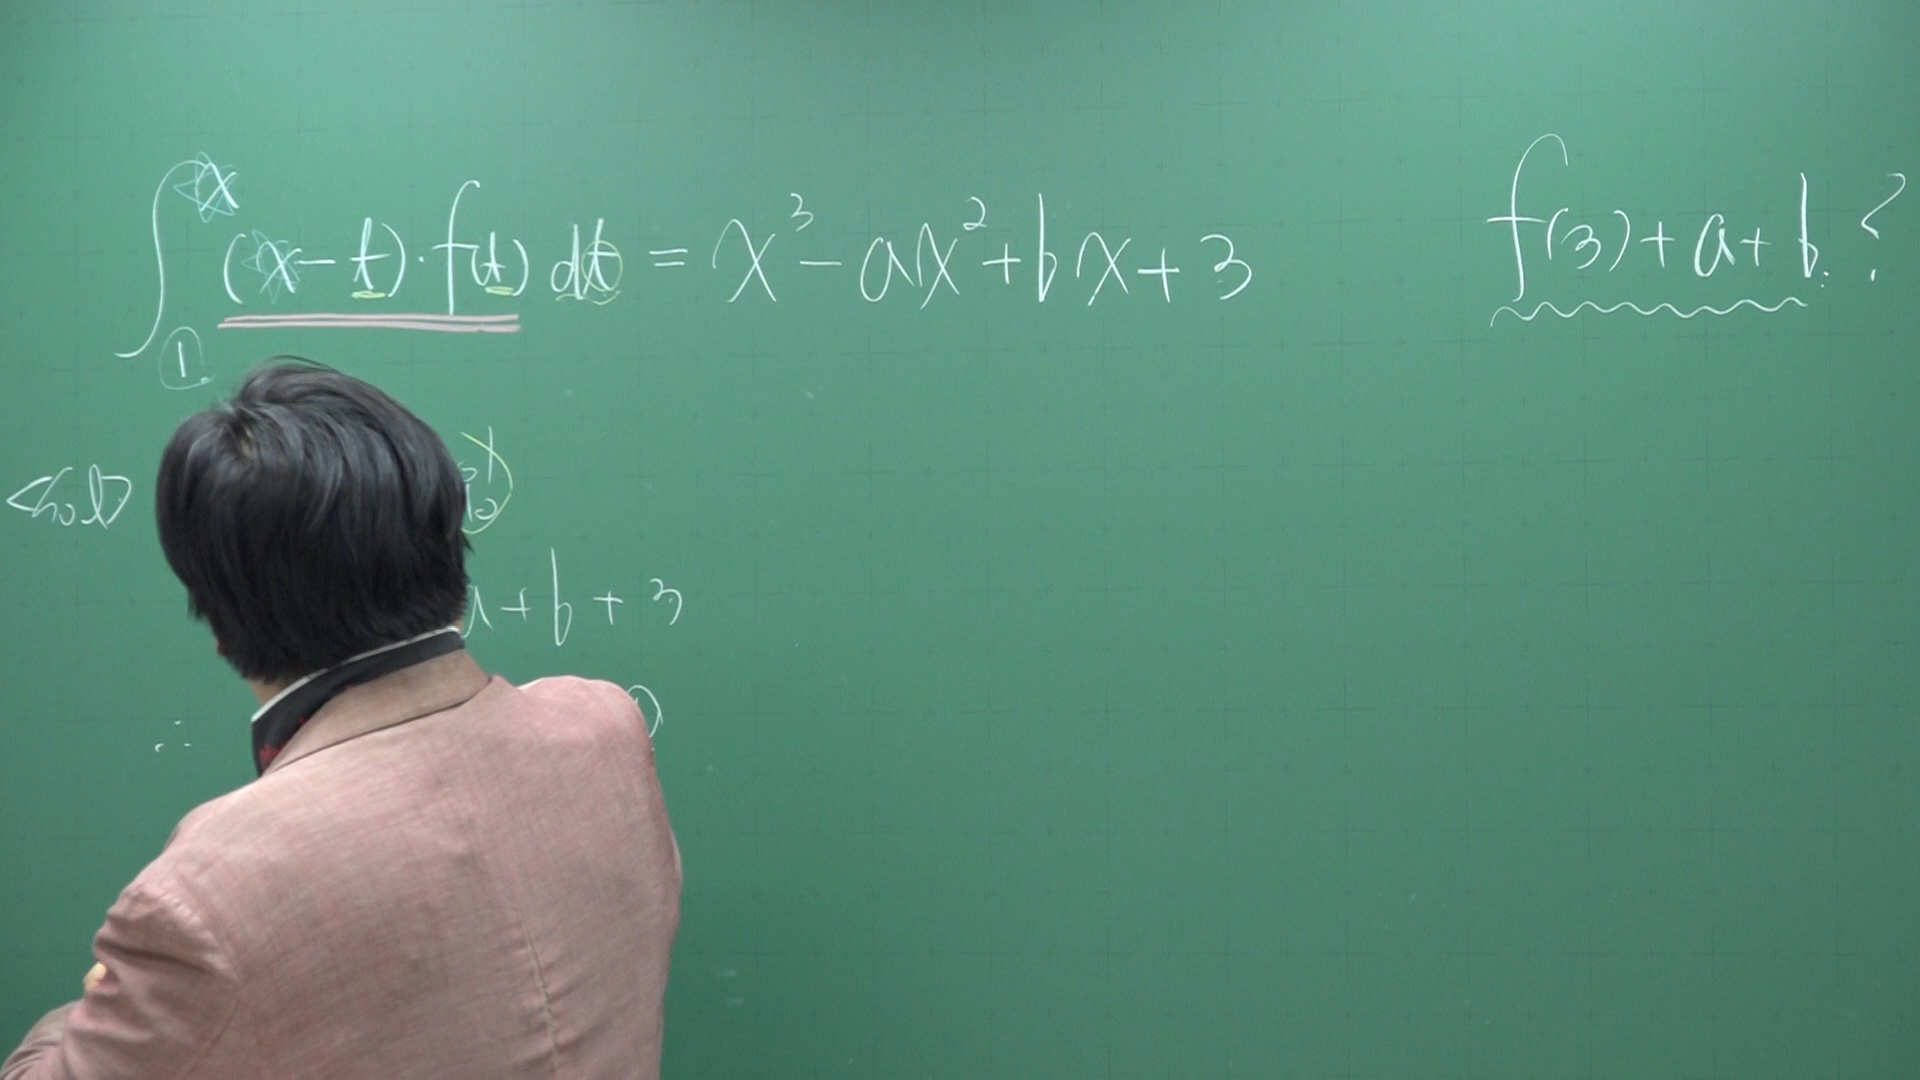 ∫₁ˣ (x-t)·f(t) dt = x³ - ax² + bx + 3
f(3) + a + b ?
<Sol>
a + b + 3
∴